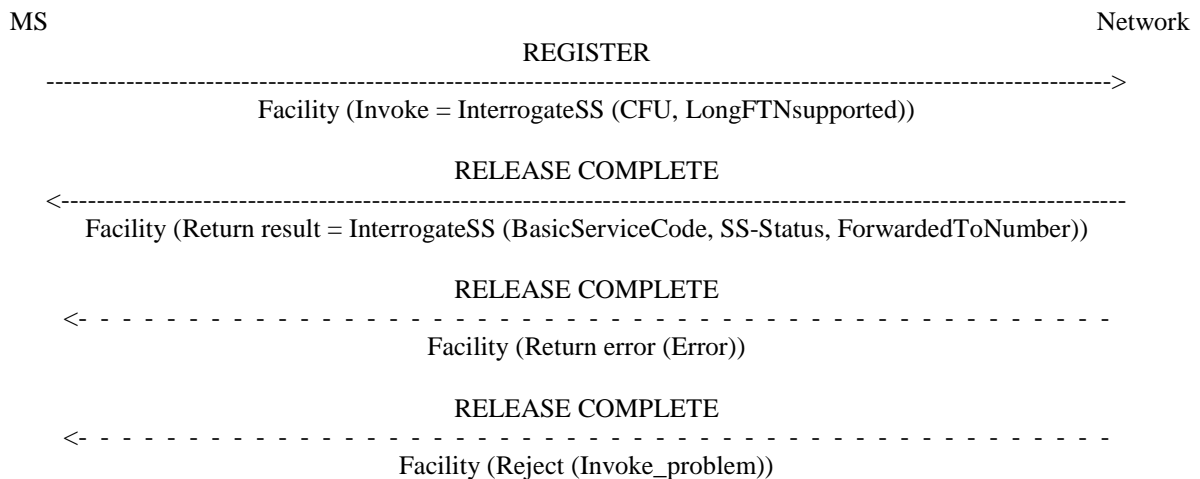 MS Network
REGISTER
Facility (Invoke = InterrogateSS (CFU, LongFTNsupported))
RELEASE COMPLETE
Facility (Return result = InterrogateSS (BasicServiceCode, SS-Status, ForwardedToNumber))
RELEASE COMPLETE
Facility (Return error (Error))
RELEASE COMPLETE
Facility (Reject (Invoke_problem))